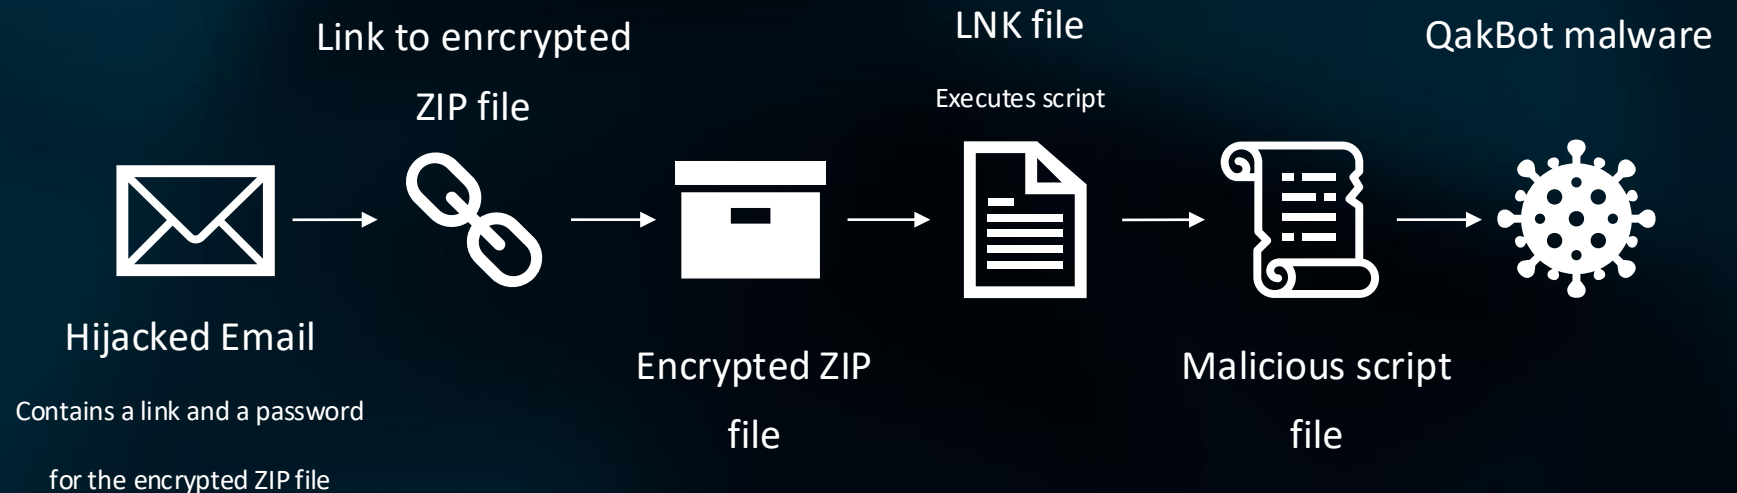 Hijacked Email
Contains a link and a password
for the encrypted ZIP file
Link to enrcrypted
ZIP file
Encrypted ZIP
file
LNK file
Executes script
Malicious script
file
QakBot malware